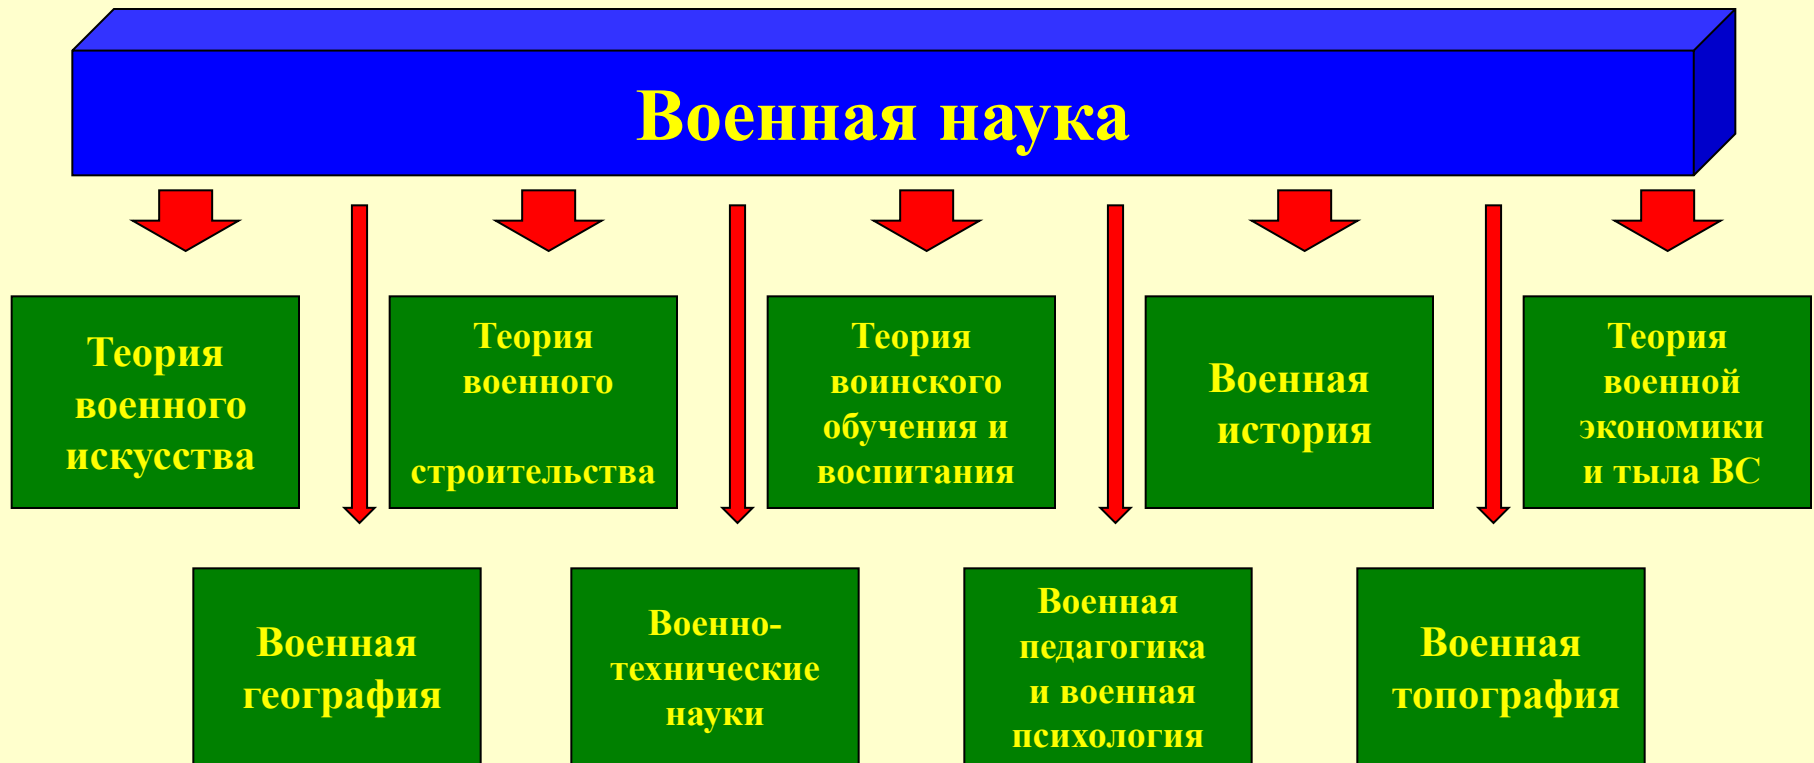 Военная наука
Теория
военного
искусства
Теория
военного
строительства
Теория
воинского
обучения и
воспитания
Военная
история
Теория
военной
экономики
и тыла ВС
Военная
география
Военно-
технические
науки
Военная
педагогика
и военная
психология
Военная
топография